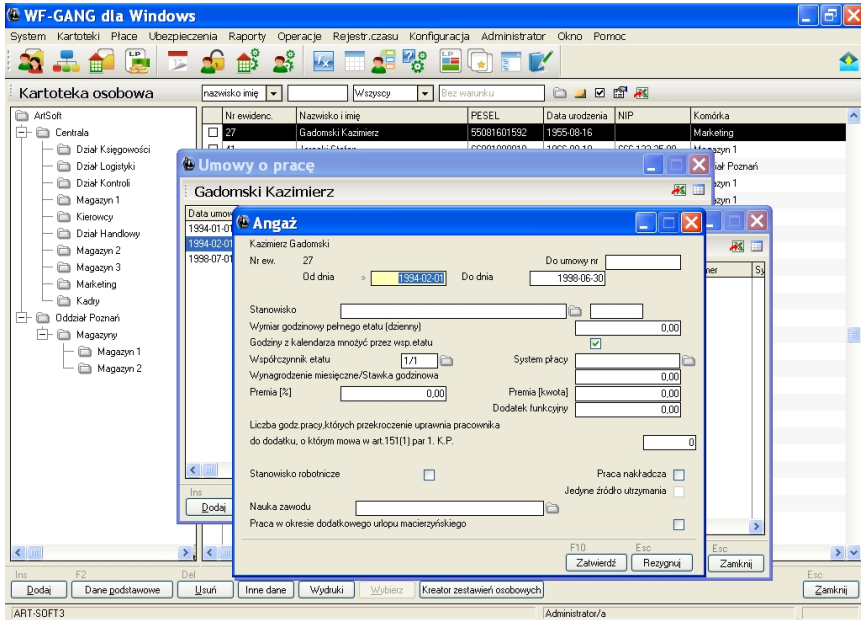 WF-GANG dla Windows
System Kartoteki Płace Ubezpieczenia Raporty Operacje Rejestr.czasu Konfiguracja Administrator Okno Pomoc
Kartoteka osobowa nazwisko imię Wszyscy Bez warunku
ArtSoft
Centrala
Dział Księgowości
Dział Logistyki
Dział Kontroli
Magazyn 1
Kierowcy
Dział Handlowy
Magazyn 2
Magazyn 3
Marketing
Kadry
Oddział Poznań
Magazyny
Magazyn 1
Magazyn 2
Nr ewidenc. Nazwisko i imię PESEL Data urodzenia NIP Komórka
27 Gadomski Kazimierz 55081601592 1955-08-16 Marketing
Umowy o pracę
Gadomski Kazimierz
Data umow
1994-01-01
1994-02-01
1998-07-01
Angaż
Kazimierz Gadomski
Nr ew. 27 Do umowy nr
Od dnia » 1994-02-01 Do dnia 1998-06-30
Stanowisko
Wymiar godzinowy pełnego etatu (dzienny) 0,00
Godziny z kalendarza mnożyć przez wsp.etatu
Współczynnik etatu 1/1 System płacy
Wynagrodzenie miesięczne/Stawka godzinowa 0,00
Premia [%] 0,00 Premia [kwota] 0,00
Dodatek funkcyjny 0,00
Liczba godz.pracy,których przekroczenie uprawnia pracownika
do dodatku, o którym mowa w art.151(1) par 1. K.P. 0
Stanowisko robotnicze Praca nakładcza
Jedyne źródło utrzymania
Nauka zawodu
Praca w okresie dodatkowego urlopu macierzyńskiego
F10 Esc
Zatwierdź Rezygnuj
Ins
Dodaj
Esc
Zamknij
Ins F2 Del Esc
Dodaj Dane podstawowe Usuń Inne dane Wydruki Wybierz Kreator zestawień osobowych Zamknij
ART-SOFT3 Administrator/a